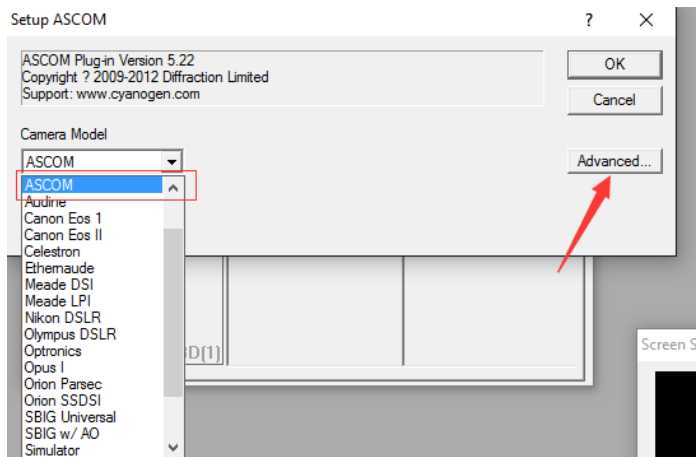 Setup ASCOM
? ×
ASCOM Plug-in Version 5.22
Copyright ? 2009-2012 Diffraction Limited
Support: www.cyanogen.com
OK
Cancel
Camera Model
ASCOM
Advanced...
ASCOM
Audine
Canon Eos 1
Canon Eos II
Celestron
Ethernaude
Meade DSI
Meade LPI
Nikon DSLR
Olympus DSLR
Optronics
Opus I
Orion Parsec
Orion SSDSI
SBIG Universal
SBIG w/ AO
Simulator
D[1]
Screen S